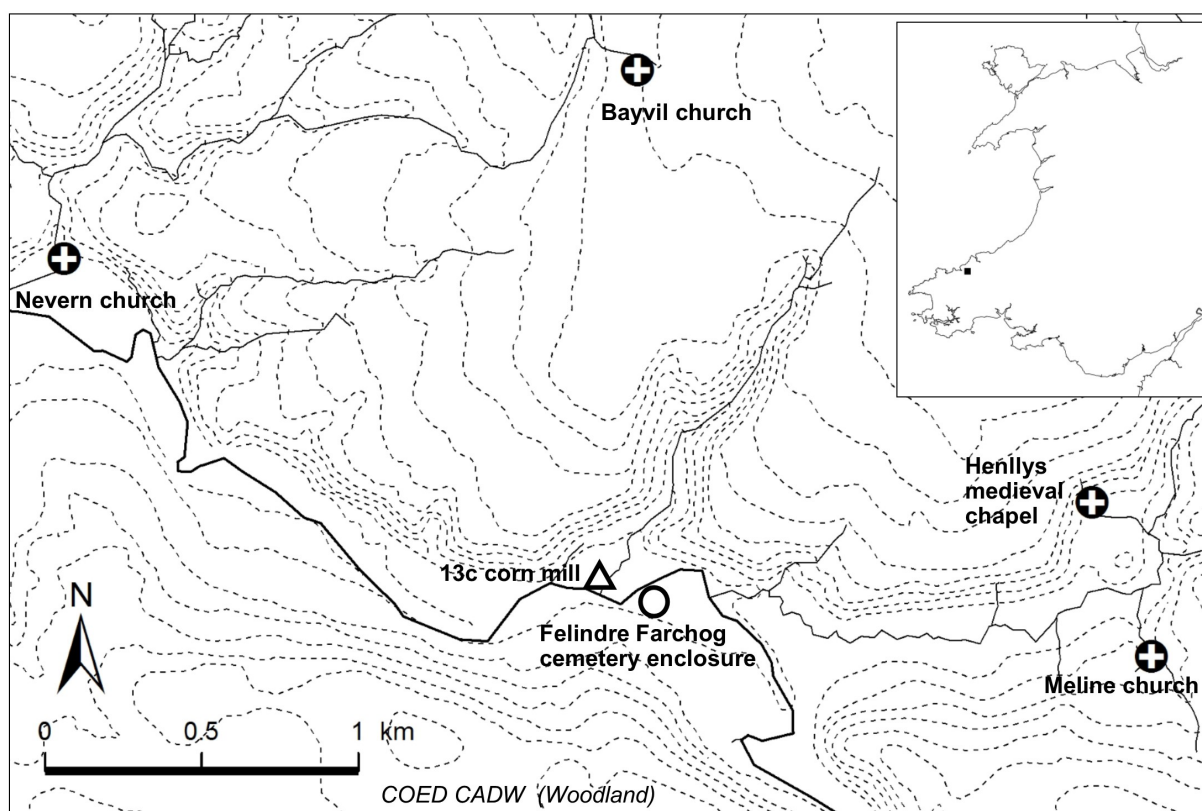 Bayvil church
Nevern church
Henllys
medieval
chapel
13c corn mill
Felindre Farchog
cemetery enclosure
Meline church
N
0 0.5 1 km
COED CADW (Woodland)